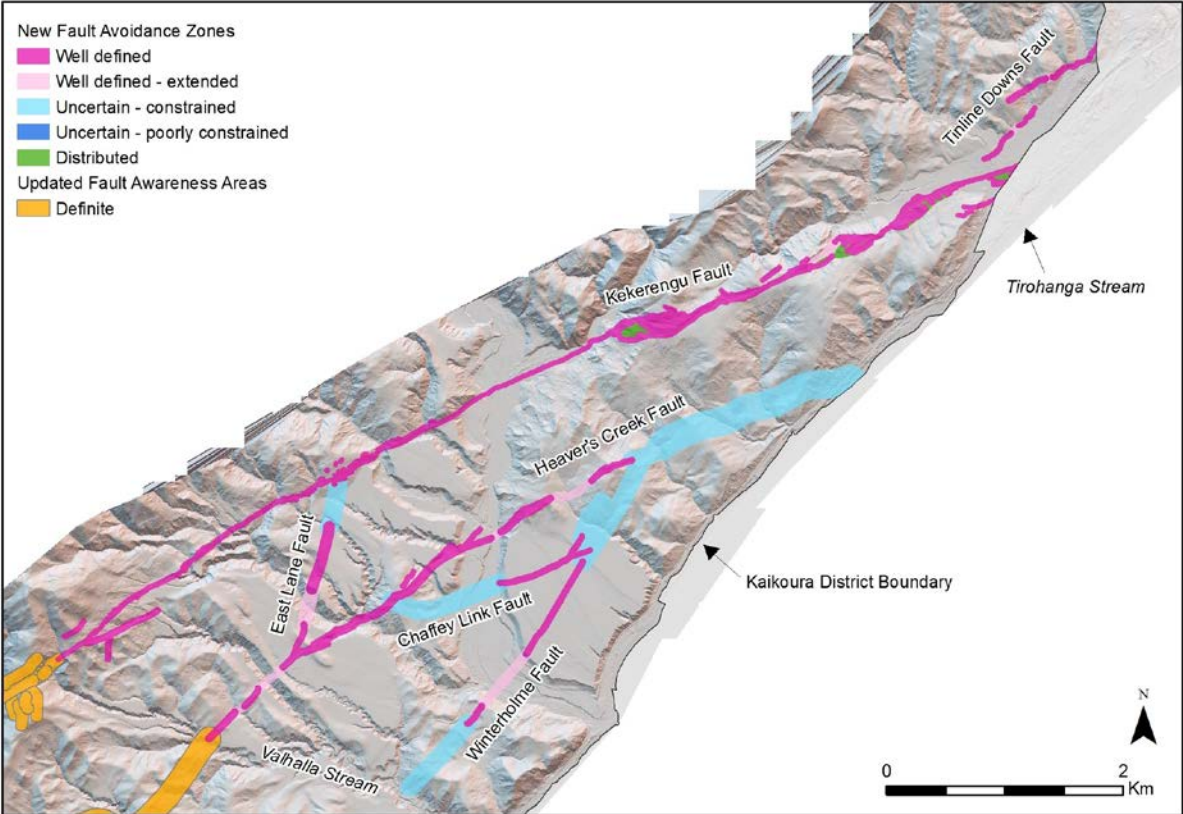 New Fault Avoidance Zones
Well defined
Well defined - extended
Uncertain - constrained
Uncertain - poorly constrained
Distributed
Updated Fault Awareness Areas
Definite
Tinline Downs Fault
Kekerengu Fault
Tirohanga Stream
Heaver's Creek Fault
East Lane Fault
Kaikoura District Boundary
Chaffey Link Fault
Winterholme Fault
Valhalla Stream
N
0 2
Km